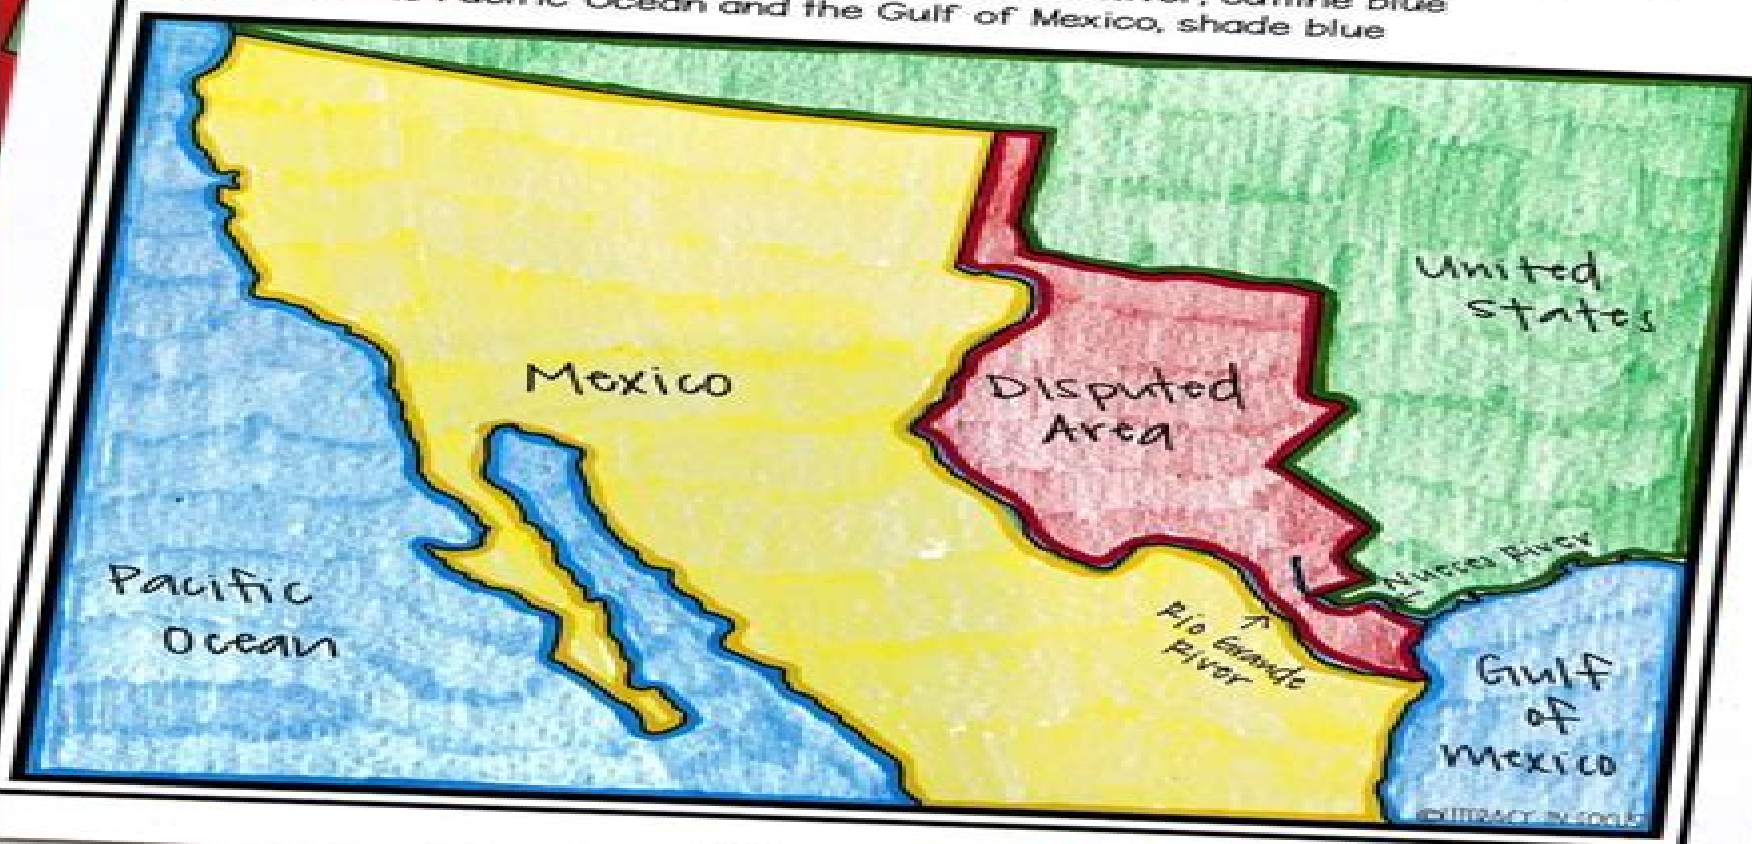 Ocean and the Gulf of Mexico, shade blue
United
States
Mexico
Disputed
Area
Nueces River
Pacific
Ocean
Rio Grande
River
Gulf
of
Mexico